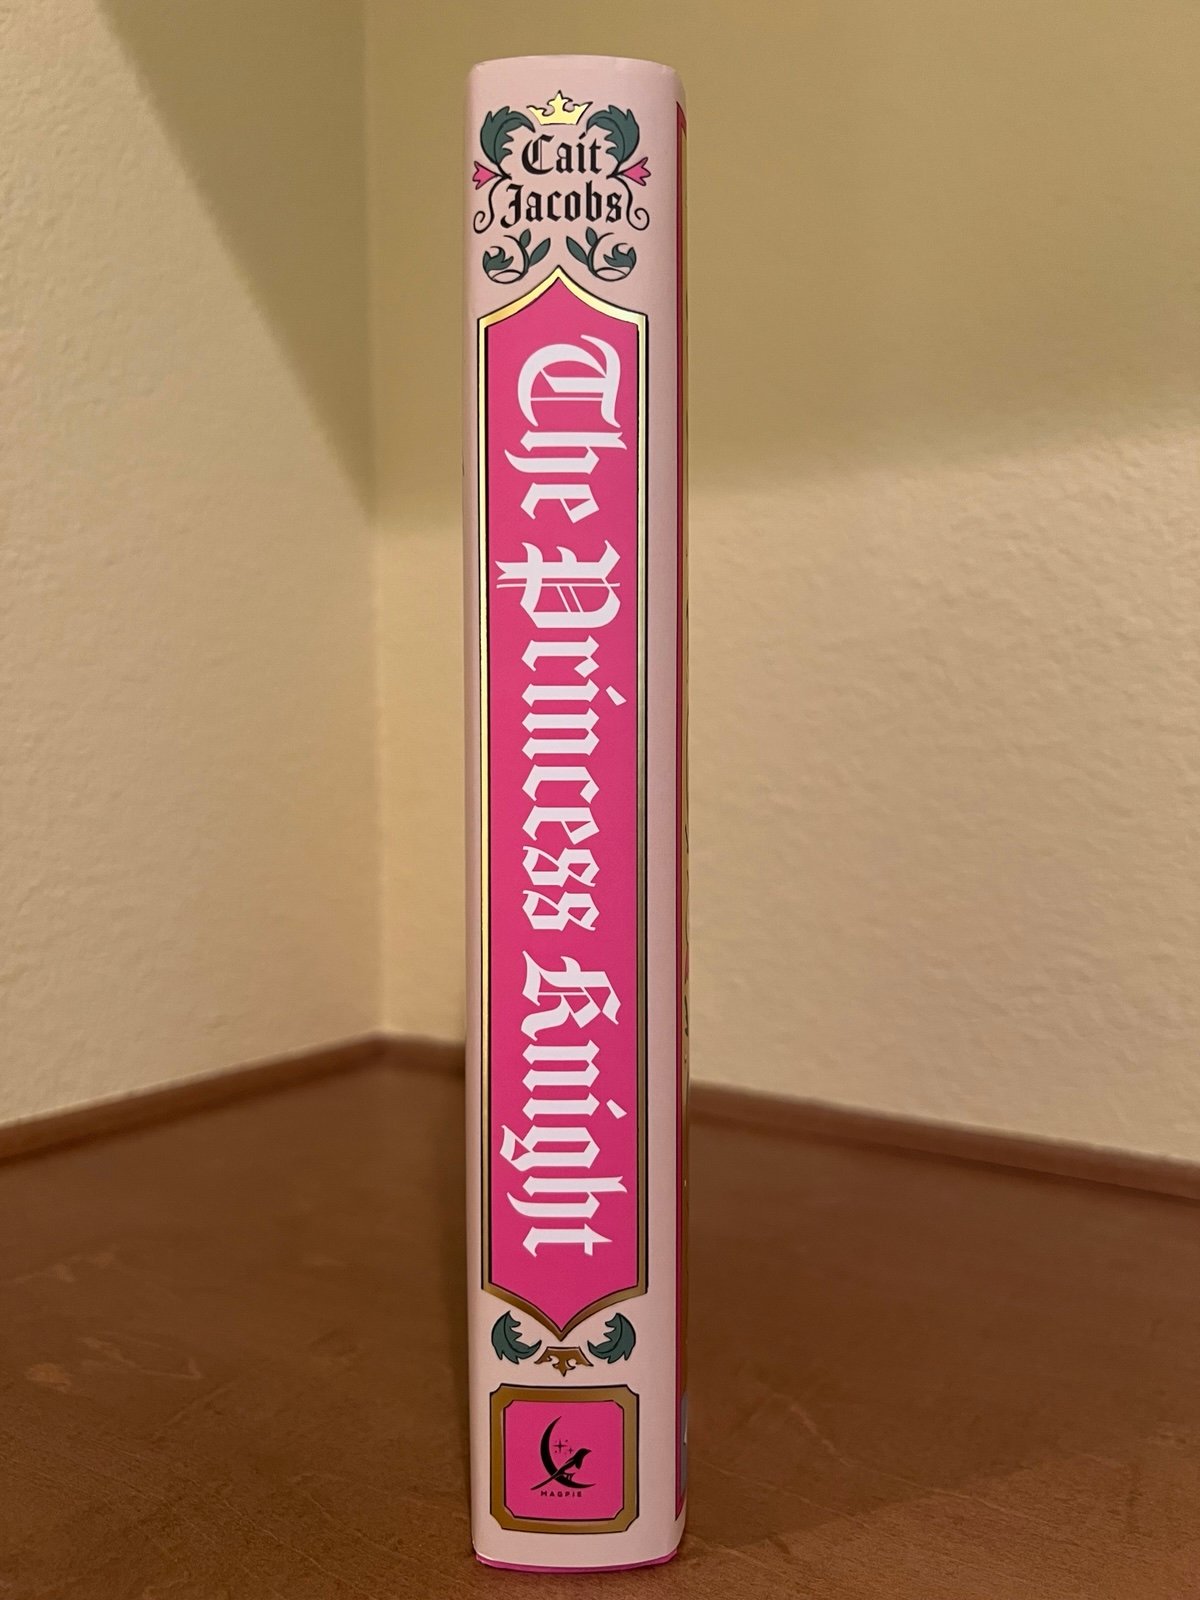 Cait
Jacobs
The Princess Knight
MAGPIE